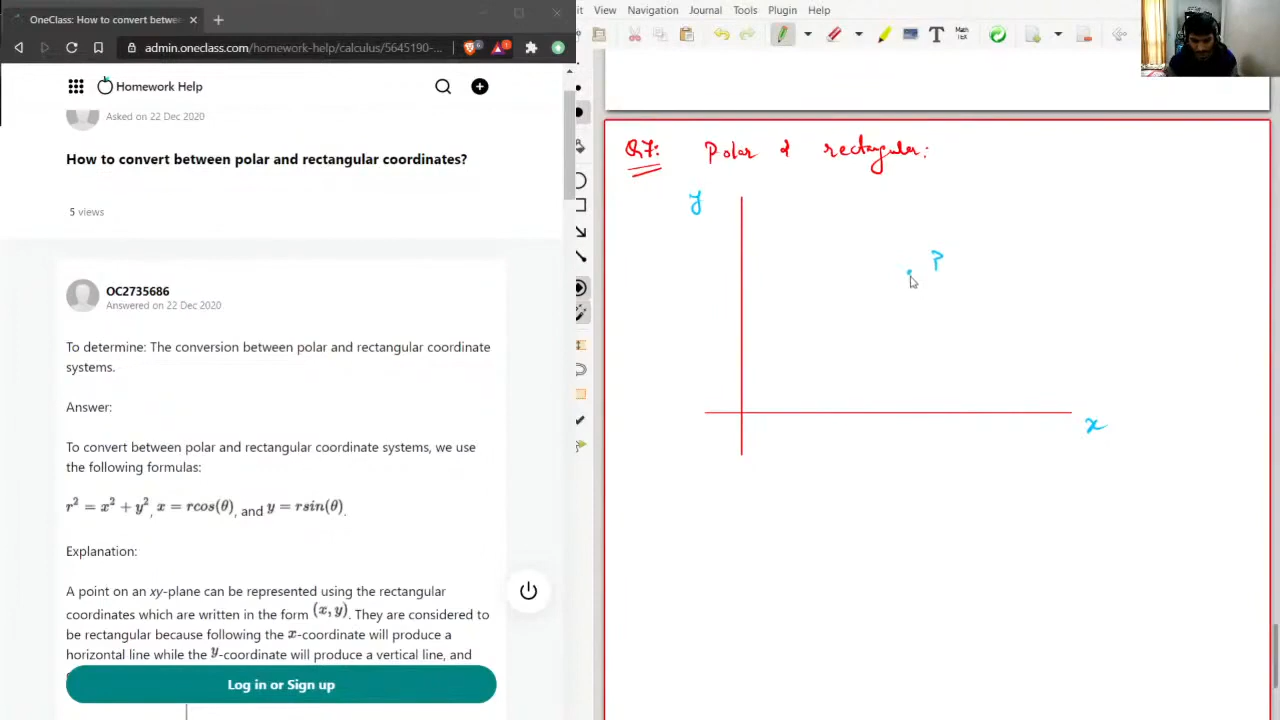 OneClass: How to convert betwee
admin.oneclass.com/homework-help/calculus/5645190-...
6
1
Homework Help
Asked on 22 Dec 2020
How to convert between polar and rectangular coordinates?
5 views
OC2735686
Answered on 22 Dec 2020
To determine: The conversion between polar and rectangular coordinate
systems.
Answer:
To convert between polar and rectangular coordinate systems, we use
the following formulas:
r² = x² + y², x = rcos(θ), and y = rsin(θ).
Explanation:
A point on an xy-plane can be represented using the rectangular
coordinates which are written in the form (x, y). They are considered to
be rectangular because following the x-coordinate will produce a
horizontal line while the y-coordinate will produce a vertical line, and
Log in or Sign up
it View Navigation Journal Tools Plugin Help
T Math TEX
Q7: Polar & rectangular:
y
P
x